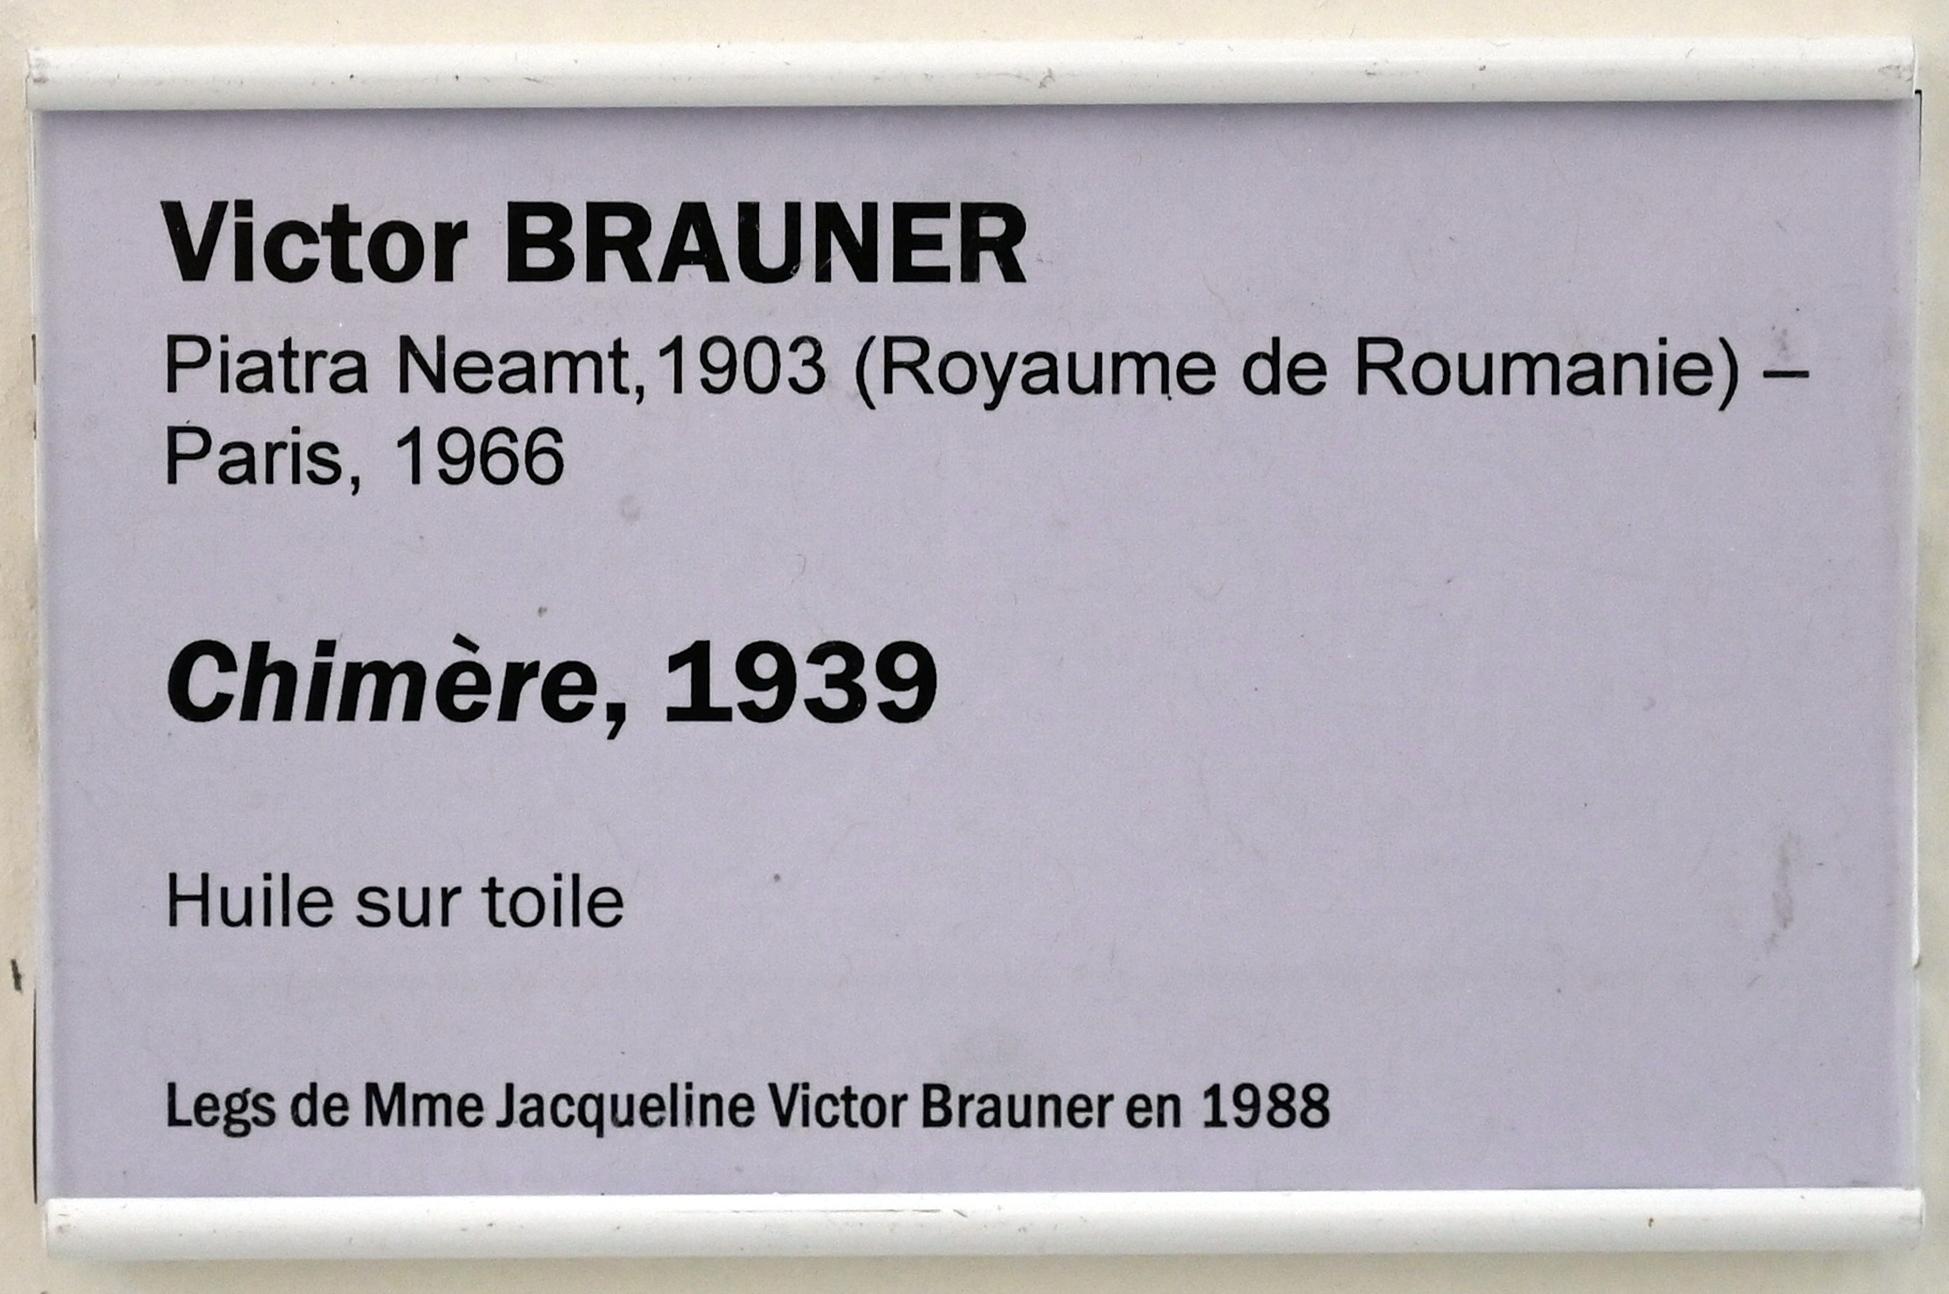 Victor BRAUNER
Piatra Neamt,1903 (Royaume de Roumanie) –
Paris, 1966
Chimère, 1939
Huile sur toile
Legs de Mme Jacqueline Victor Brauner en 1988